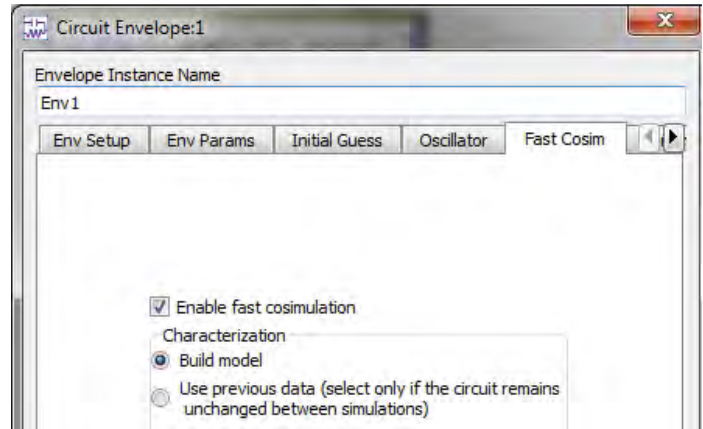 Circuit Envelope:1
Envelope Instance Name
Env1
Env Setup Env Params Initial Guess Oscillator Fast Cosim
Enable fast cosimulation
Characterization
Build model
Use previous data (select only if the circuit remains
unchanged between simulations)